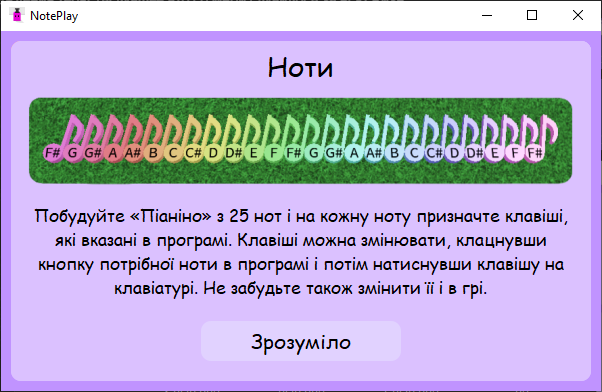 NotePlay
Ноти
F# G G# A A# B C C# D D# E F F# G G# A A# B C C# D D# E F F#
Побудуйте «Піаніно» з 25 нот і на кожну ноту призначте клавіші,
які вказані в програмі. Клавіші можна змінювати, клацнувши
кнопку потрібної ноти в програмі і потім натиснувши клавішу на
клавіатурі. Не забудьте також змінити її і в грі.
Зрозуміло